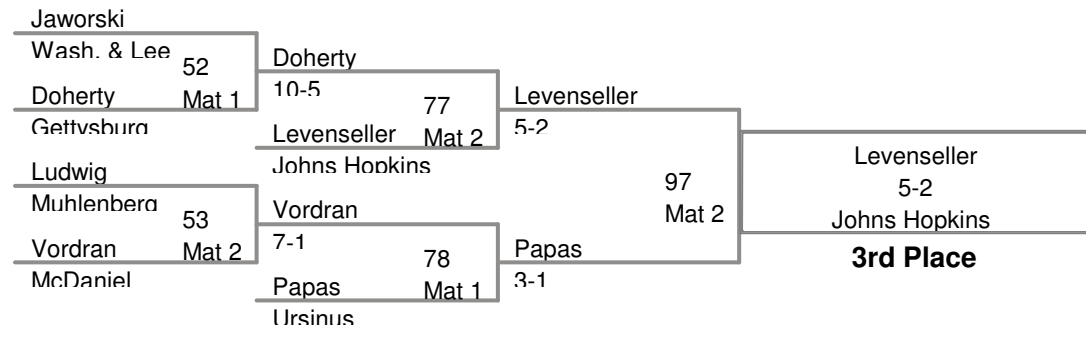 Jaworski
Wash. & Lee
52
Mat 1
Doherty
Gettysburg
Doherty
10-5
77
Mat 2
Levenseller
Johns Hopkins
Levenseller
5-2
Ludwig
Muhlenberg
53
Mat 2
Vordran
McDaniel
Vordran
7-1
78
Mat 1
Papas
Ursinus
Papas
3-1
97
Mat 2
Levenseller
5-2
Johns Hopkins
3rd Place